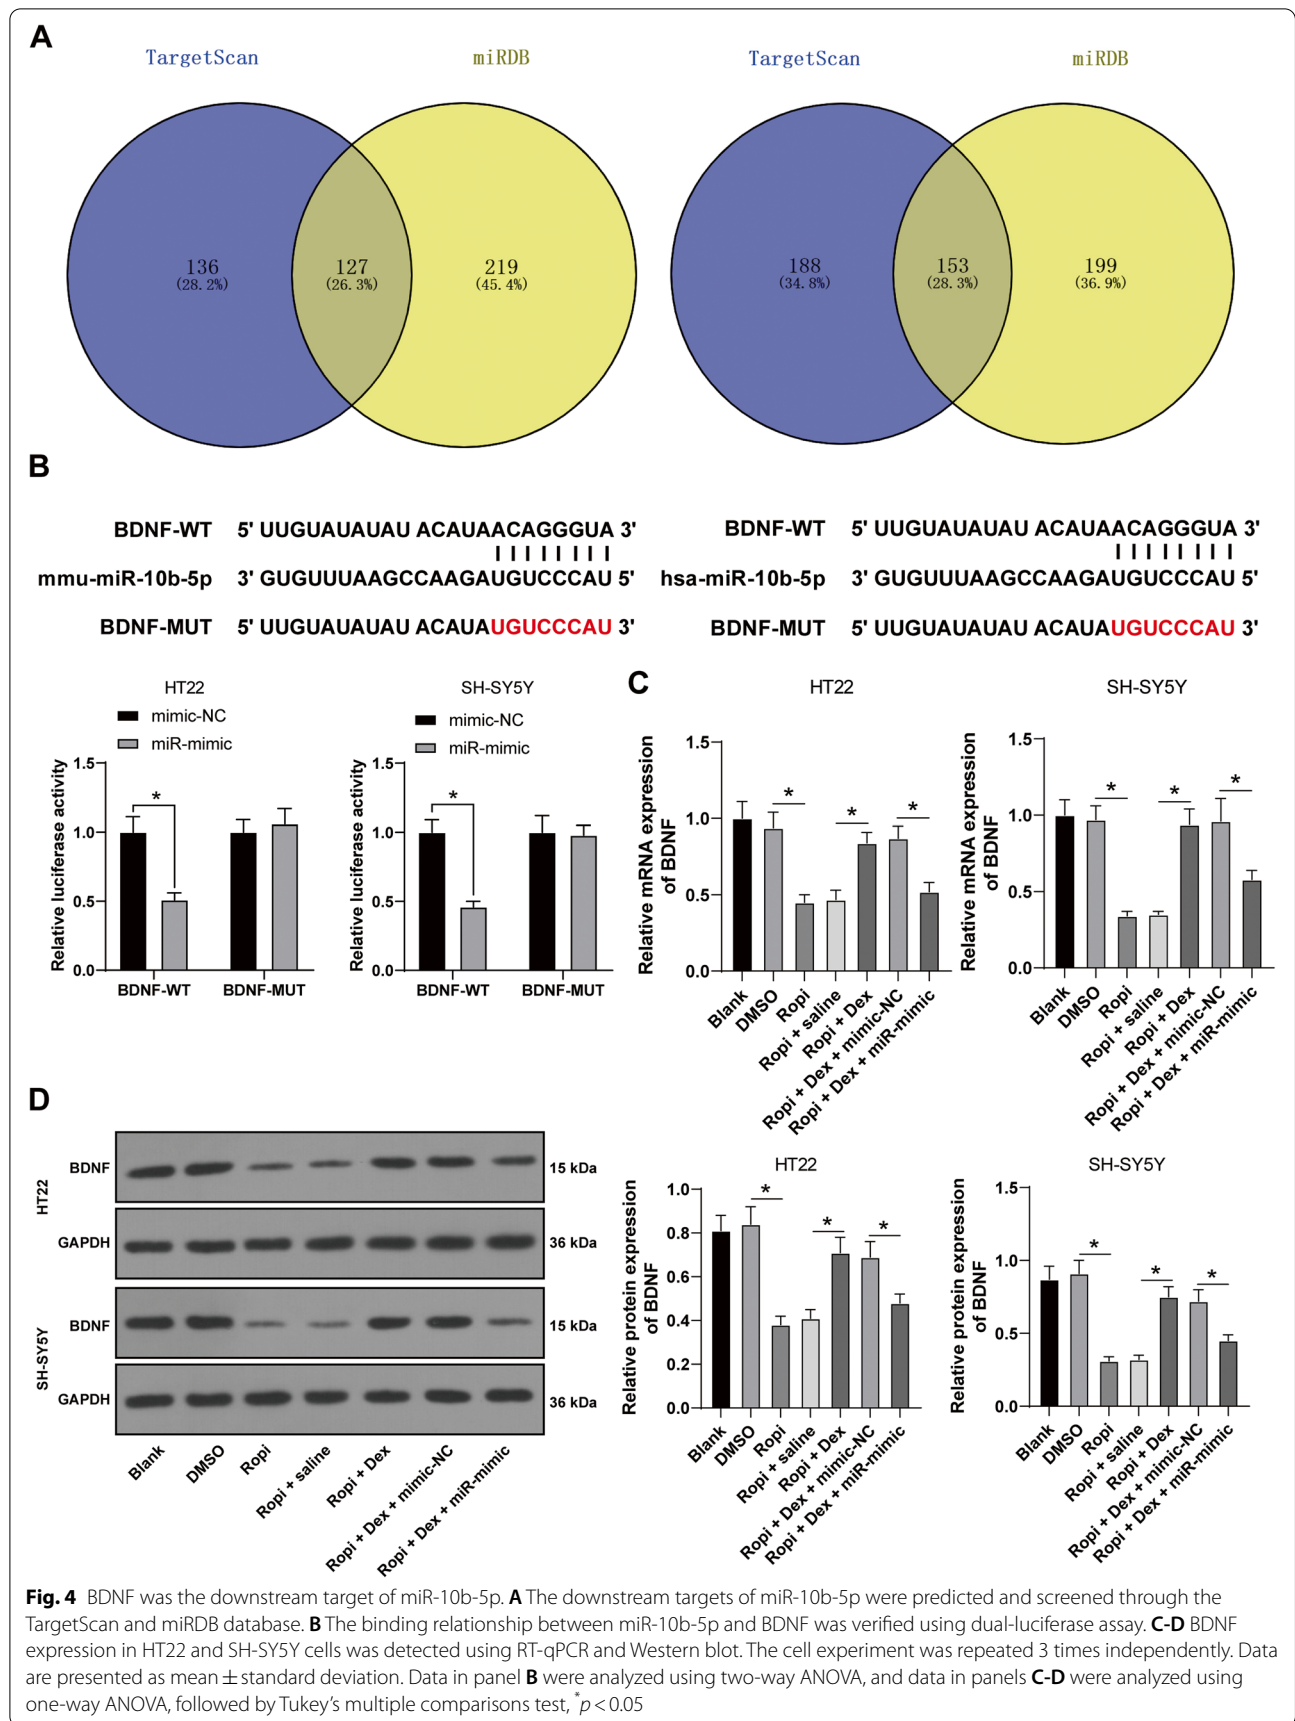 A
TargetScan miRDB TargetScan miRDB
136 127 219 188 153 199
(28.2%) (26.3%) (45.4%) (34.8%) (28.3%) (36.9%)
B
BDNF-WT 5' UUGUAUAUAU ACAUAACAGGGUA 3'
mmu-miR-10b-5p 3' GUGUUUAAGCCAAGAUGUCCCAU 5'
BDNF-MUT 5' UUGUAUAUAU ACAUAUGUCCCAU 3'
BDNF-WT 5' UUGUAUAUAU ACAUAACAGGGUA 3'
hsa-miR-10b-5p 3' GUGUUUAAGCCAAGAUGUCCCAU 5'
BDNF-MUT 5' UUGUAUAUAU ACAUAUGUCCCAU 3'
HT22
mimic-NC
miR-mimic
Relative luciferase activity
1.5
1.0
0.5
0.0
*
BDNF-WT BDNF-MUT
SH-SY5Y
mimic-NC
miR-mimic
Relative luciferase activity
1.5
1.0
0.5
0.0
*
BDNF-WT BDNF-MUT
C
HT22
Relative mRNA expression
of BDNF
1.5
1.0
0.5
0.0
* * *
Blank
DMSO
Ropi
Ropi + saline
Ropi + Dex
Ropi + Dex + mimic-NC
Ropi + Dex + miR-mimic
SH-SY5Y
Relative mRNA expression
of BDNF
1.5
1.0
0.5
0.0
* * *
Blank
DMSO
Ropi
Ropi + saline
Ropi + Dex
Ropi + Dex + mimic-NC
Ropi + Dex + miR-mimic
D
HT22
BDNF 15 kDa
GAPDH 36 kDa
SH-SY5Y
BDNF 15 kDa
GAPDH 36 kDa
Blank
DMSO
Ropi
Ropi + saline
Ropi + Dex
Ropi + Dex + mimic-NC
Ropi + Dex + miR-mimic
HT22
Relative protein expression
of BDNF
1.0
0.8
0.6
0.4
0.2
0.0
* * *
Blank
DMSO
Ropi
Ropi + saline
Ropi + Dex
Ropi + Dex + mimic-NC
Ropi + Dex + miR-mimic
SH-SY5Y
Relative protein expression
of BDNF
1.5
1.0
0.5
0.0
* * *
Blank
DMSO
Ropi
Ropi + saline
Ropi + Dex
Ropi + Dex + mimic-NC
Ropi + Dex + miR-mimic
Fig. 4 BDNF was the downstream target of miR-10b-5p. A The downstream targets of miR-10b-5p were predicted and screened through the
TargetScan and miRDB database. B The binding relationship between miR-10b-5p and BDNF was verified using dual-luciferase assay. C-D BDNF
expression in HT22 and SH-SY5Y cells was detected using RT-qPCR and Western blot. The cell experiment was repeated 3 times independently. Data
are presented as mean ± standard deviation. Data in panel B were analyzed using two-way ANOVA, and data in panels C-D were analyzed using
one-way ANOVA, followed by Tukey's multiple comparisons test, *p < 0.05